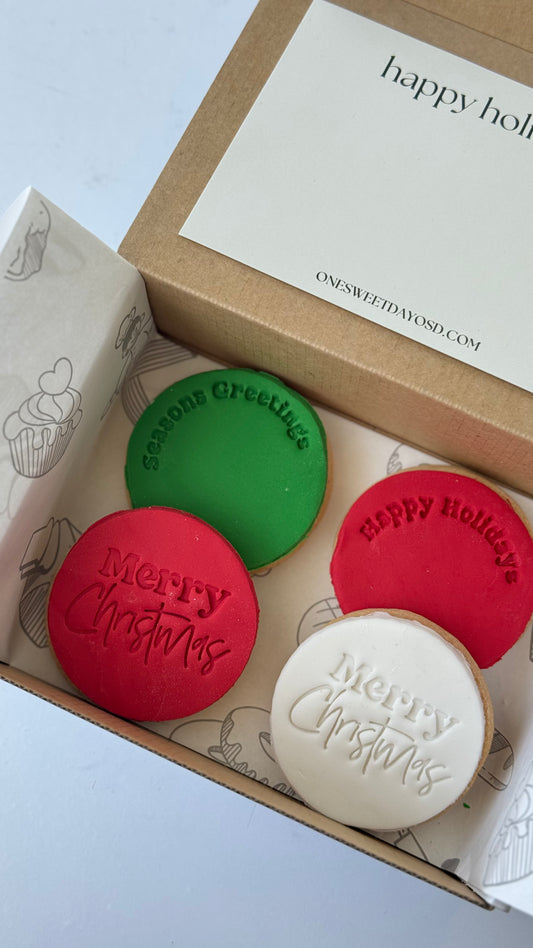 happy holi
ONESWEETDAYOSD.COM
Seasons Greetings
Happy Holidays
Merry
Christmas
Merry
Christmas